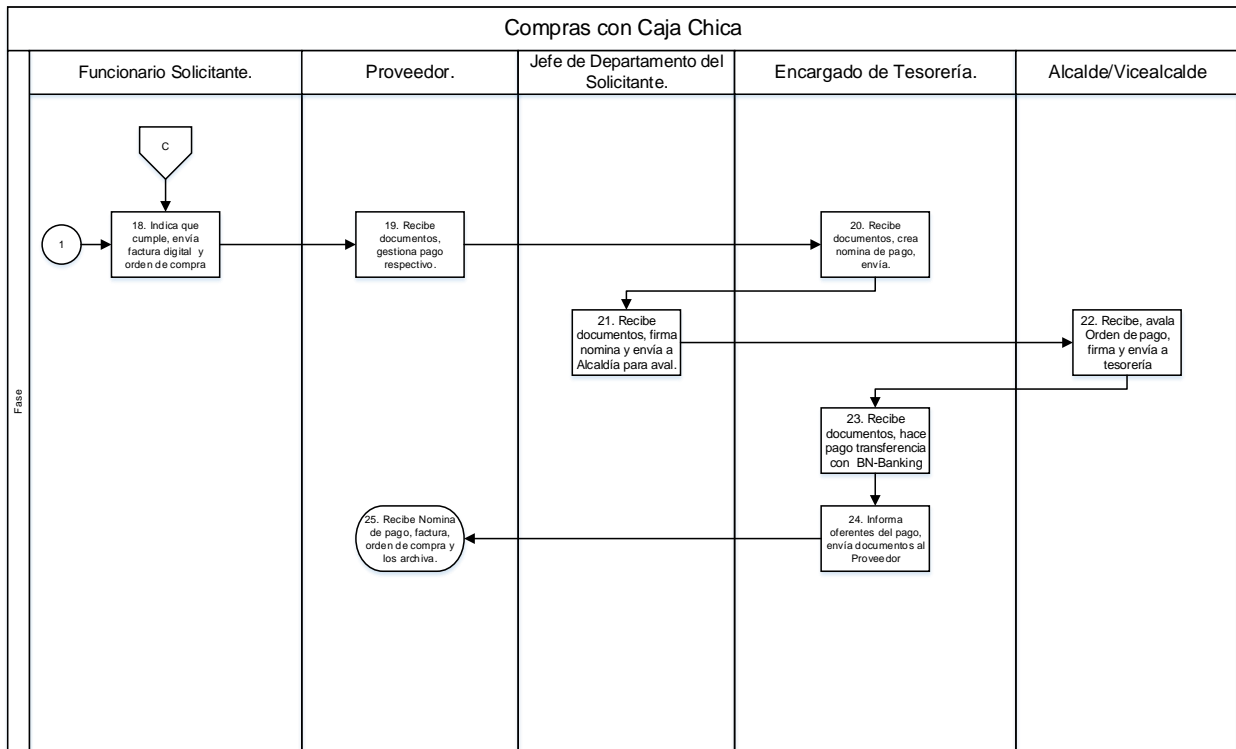 Compras con Caja Chica
Funcionario Solicitante.
Proveedor.
Jefe de Departamento del
Solicitante.
Encargado de Tesorería.
Alcalde/Vicealcalde
Fase
C
1
18. Indica que
cumple, envía
factura digital y
orden de compra
19. Recibe
documentos,
gestiona pago
respectivo.
20. Recibe
documentos, crea
nomina de pago,
envía.
21. Recibe
documentos, firma
nomina y envía a
Alcaldía para aval.
22. Recibe, avala
Orden de pago,
firma y envía a
tesorería
23. Recibe
documentos, hace
pago transferencia
con BN-Banking
24. Informa
oferentes del pago,
envía documentos al
Proveedor
25. Recibe Nomina
de pago, factura,
orden de compra y
los archiva.